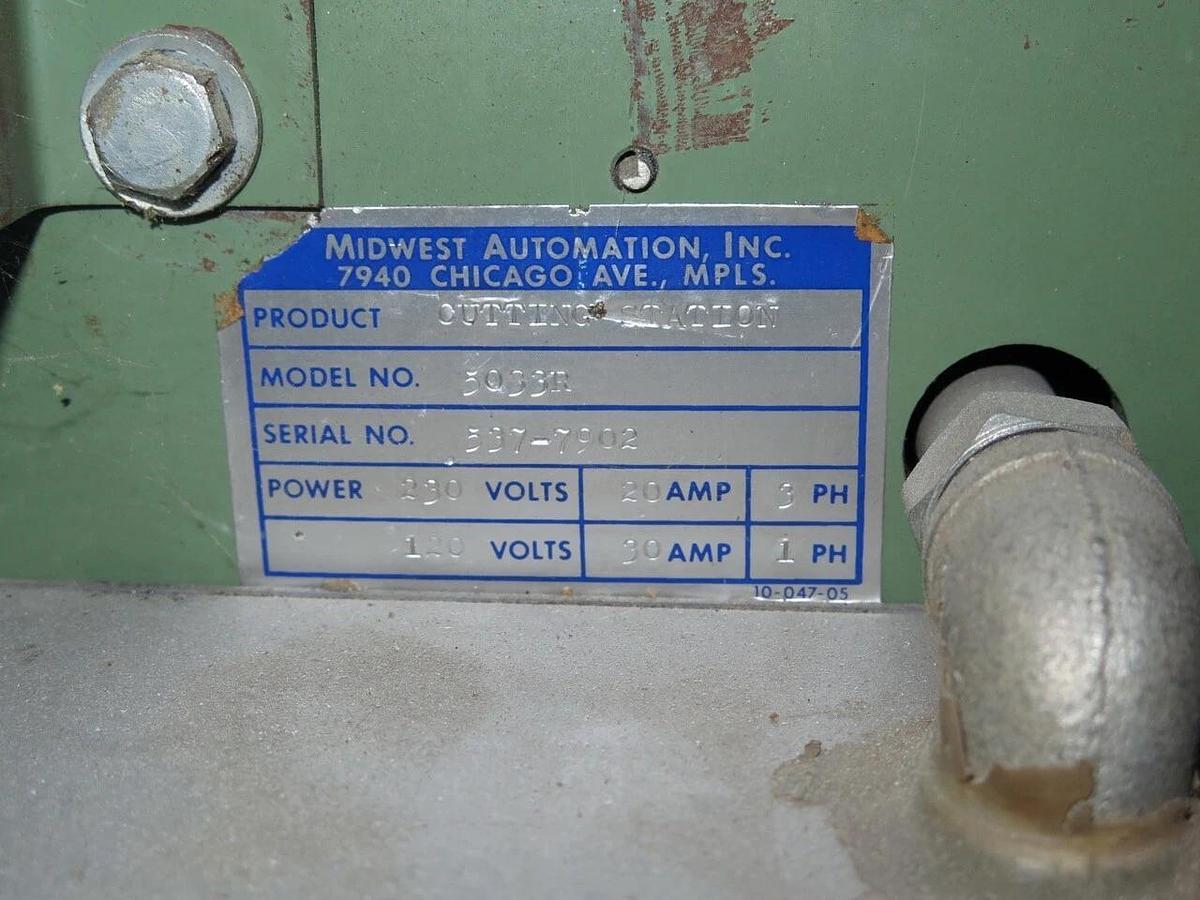 MIDWEST AUTOMATION, INC.
7940 CHICAGO AVE., MPLS.
PRODUCT CUTTING STATION
MODEL NO. 5033R
SERIAL NO. 537-7902
POWER 230 VOLTS 20 AMP 3 PH
120 VOLTS 30 AMP 1 PH
10-047-05